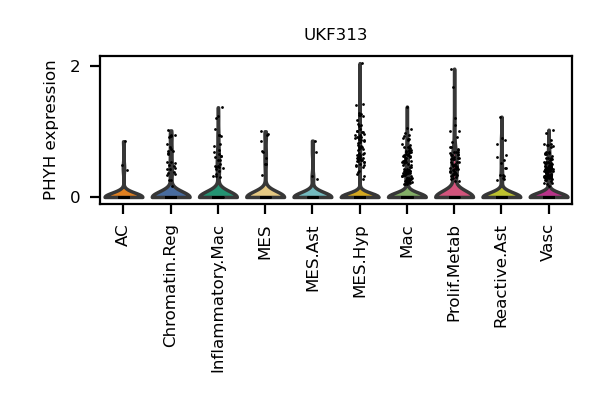 UKF313
PHYH expression
2
0
AC
Chromatin.Reg
Inflammatory.Mac
MES
MES.Ast
MES.Hyp
Mac
Prolif.Metab
Reactive.Ast
Vasc